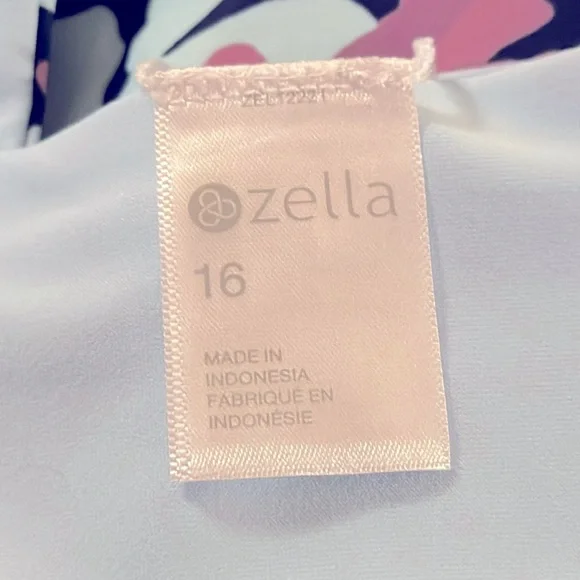 zella
16
MADE IN
INDONESIA
FABRIQUÉ EN
INDONÉSIE